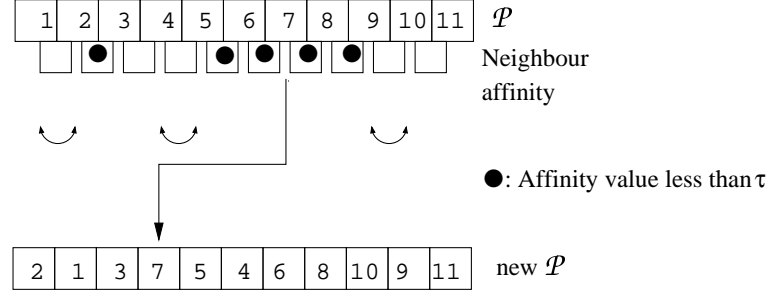 1 2 3 4 5 6 7 8 9 10 11 𝒫
Neighbour
affinity
●: Affinity value less than τ
2 1 3 7 5 4 6 8 10 9 11 new 𝒫